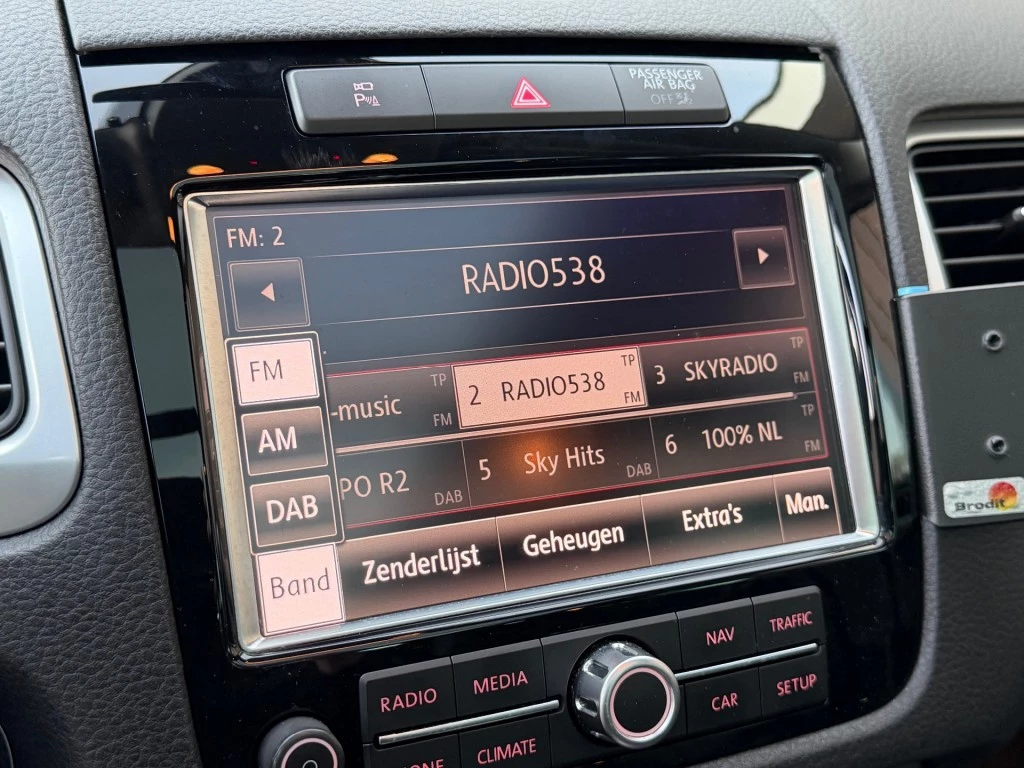 P
PASSENGER
AIR BAG
OFF
FM: 2
RADIO538
FM
-music TP FM
2 RADIO538 TP FM
3 SKYRADIO TP FM
AM
PO R2 DAB
5 Sky Hits DAB
6 100% NL TP FM
DAB
Band
Zenderlijst
Geheugen
Extra's
Man.
Brodit
RADIO
MEDIA
NAV
TRAFFIC
CLIMATE
CAR
SETUP